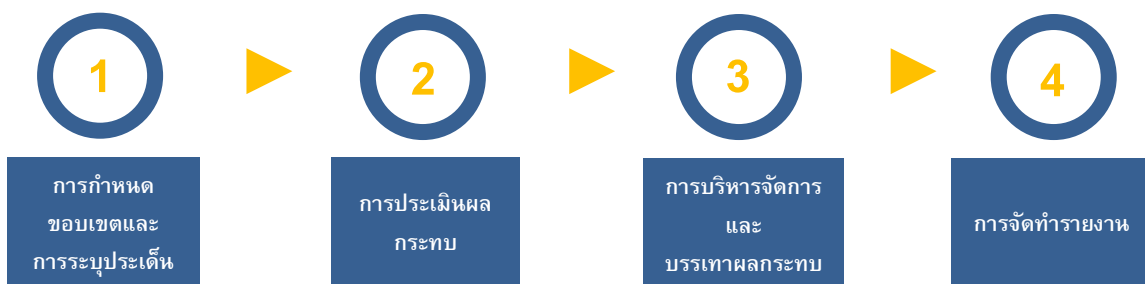 1
2
3
4
การกำหนด
ขอบเขตและ
การระบุประเด็น
การประเมินผล
กระทบ
การบริหารจัดการ
และ
บรรเทาผลกระทบ
การจัดทำรายงาน